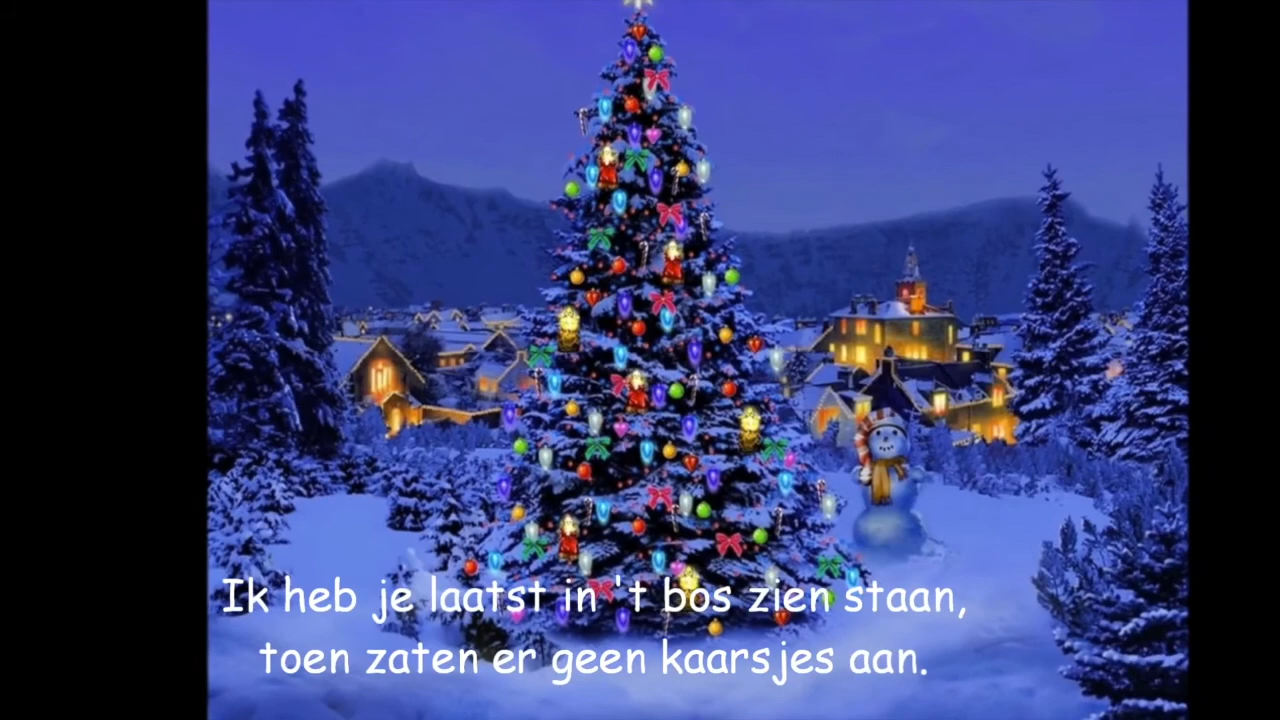 Ik heb je laatst in 't bos zien staan,
toen zaten er geen kaarsjes aan.